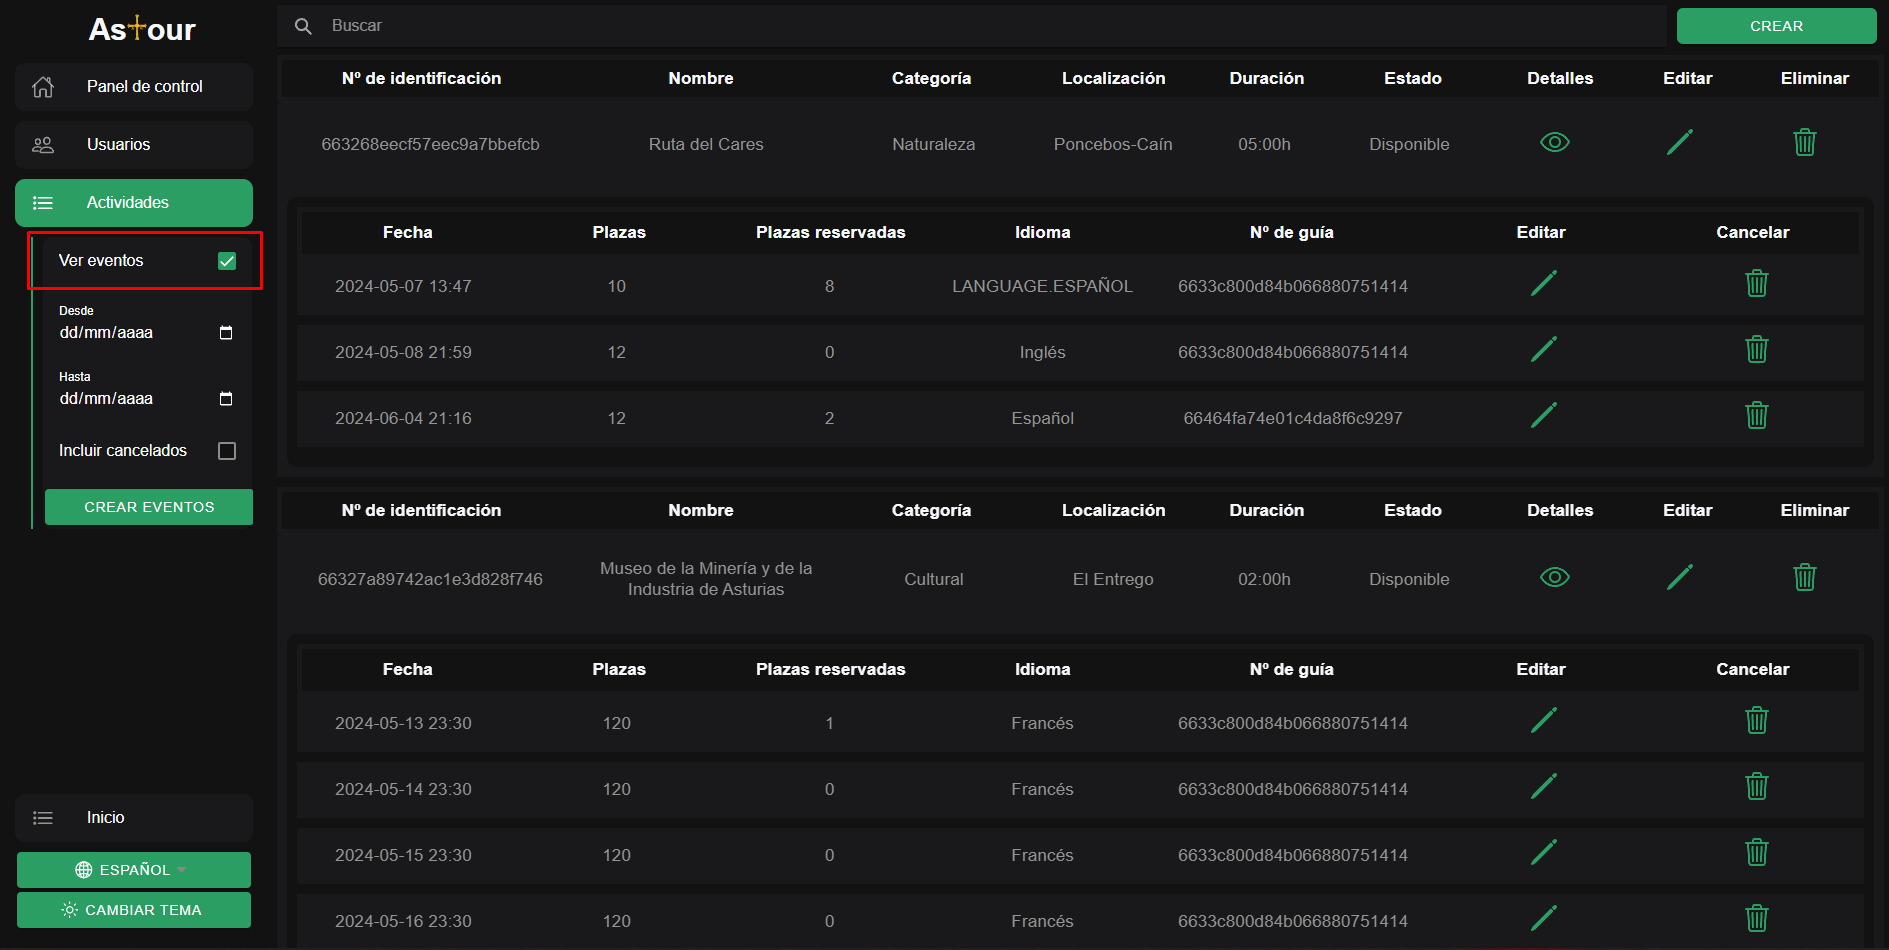 Astour
Buscar
CREAR
Panel de control
Usuarios
Actividades
Ver eventos
Desde
dd/mm/aaaa
Hasta
dd/mm/aaaa
Incluir cancelados
CREAR EVENTOS
Inicio
ESPAÑOL
CAMBIAR TEMA
Nº de identificación Nombre Categoría Localización Duración Estado Detalles Editar Eliminar
663268eecf57eec9a7bbefcb Ruta del Cares Naturaleza Poncebos-Caín 05:00h Disponible
Fecha Plazas Plazas reservadas Idioma Nº de guía Editar Cancelar
2024-05-07 13:47 10 8 LANGUAGE.ESPAÑOL 6633c800d84b066880751414
2024-05-08 21:59 12 0 Inglés 6633c800d84b066880751414
2024-06-04 21:16 12 2 Español 66464fa74e01c4da8f6c9297
Nº de identificación Nombre Categoría Localización Duración Estado Detalles Editar Eliminar
66327a89742ac1e3d828f746 Museo de la Minería y de la Industria de Asturias Cultural El Entrego 02:00h Disponible
Fecha Plazas Plazas reservadas Idioma Nº de guía Editar Cancelar
2024-05-13 23:30 120 1 Francés 6633c800d84b066880751414
2024-05-14 23:30 120 0 Francés 6633c800d84b066880751414
2024-05-15 23:30 120 0 Francés 6633c800d84b066880751414
2024-05-16 23:30 120 0 Francés 6633c800d84b066880751414